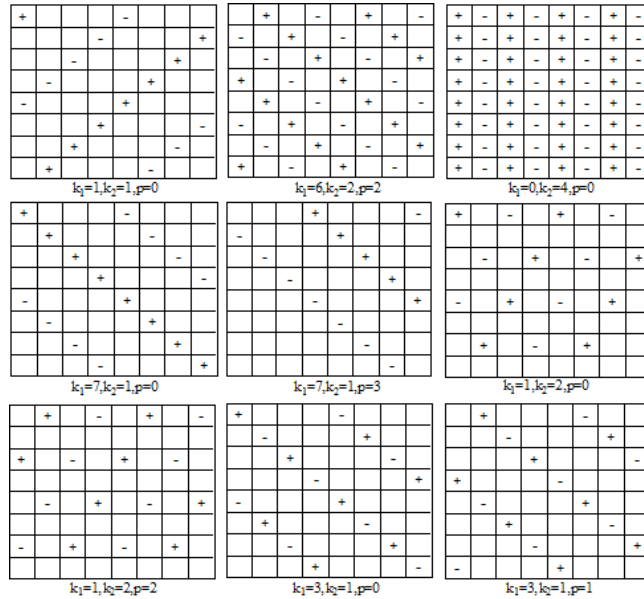 + - + - + - + - + - + - + -
- + - + - + + - + - + - + -
- + - + - + + - + - + - + -
- + + - + - + - + - + - + -
- + + - + - + - + - + - + -
+ - - + - + + - + - + - + -
+ - - + - + + - + - + - + -
+ - + - + - + - + - + - + -
k₁=1,k₂=1,p=0 k₁=6,k₂=2,p=2 k₁=0,k₂=4,p=0
+ - + - + - + -
+ - - +
+ - - + - + - +
+ - - +
- + - + - + - +
- + -
- + - + - +
- + -
k₁=7,k₂=1,p=0 k₁=7,k₂=1,p=3 k₁=1,k₂=2,p=0
+ - + - + - + -
- + - +
+ - + - + - + -
- + + -
- + - + - + - +
+ - + -
- + - + - + - +
+ - - +
k₁=1,k₂=2,p=2 k₁=3,k₂=1,p=0 k₁=3,k₂=1,p=1